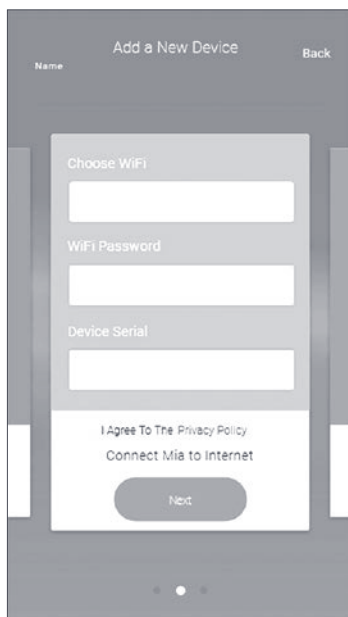 Add a New Device
Back
Name
Choose WiFi
WiFi Password
Device Serial
I Agree To The Privacy Policy
Connect Mia to Internet
Next